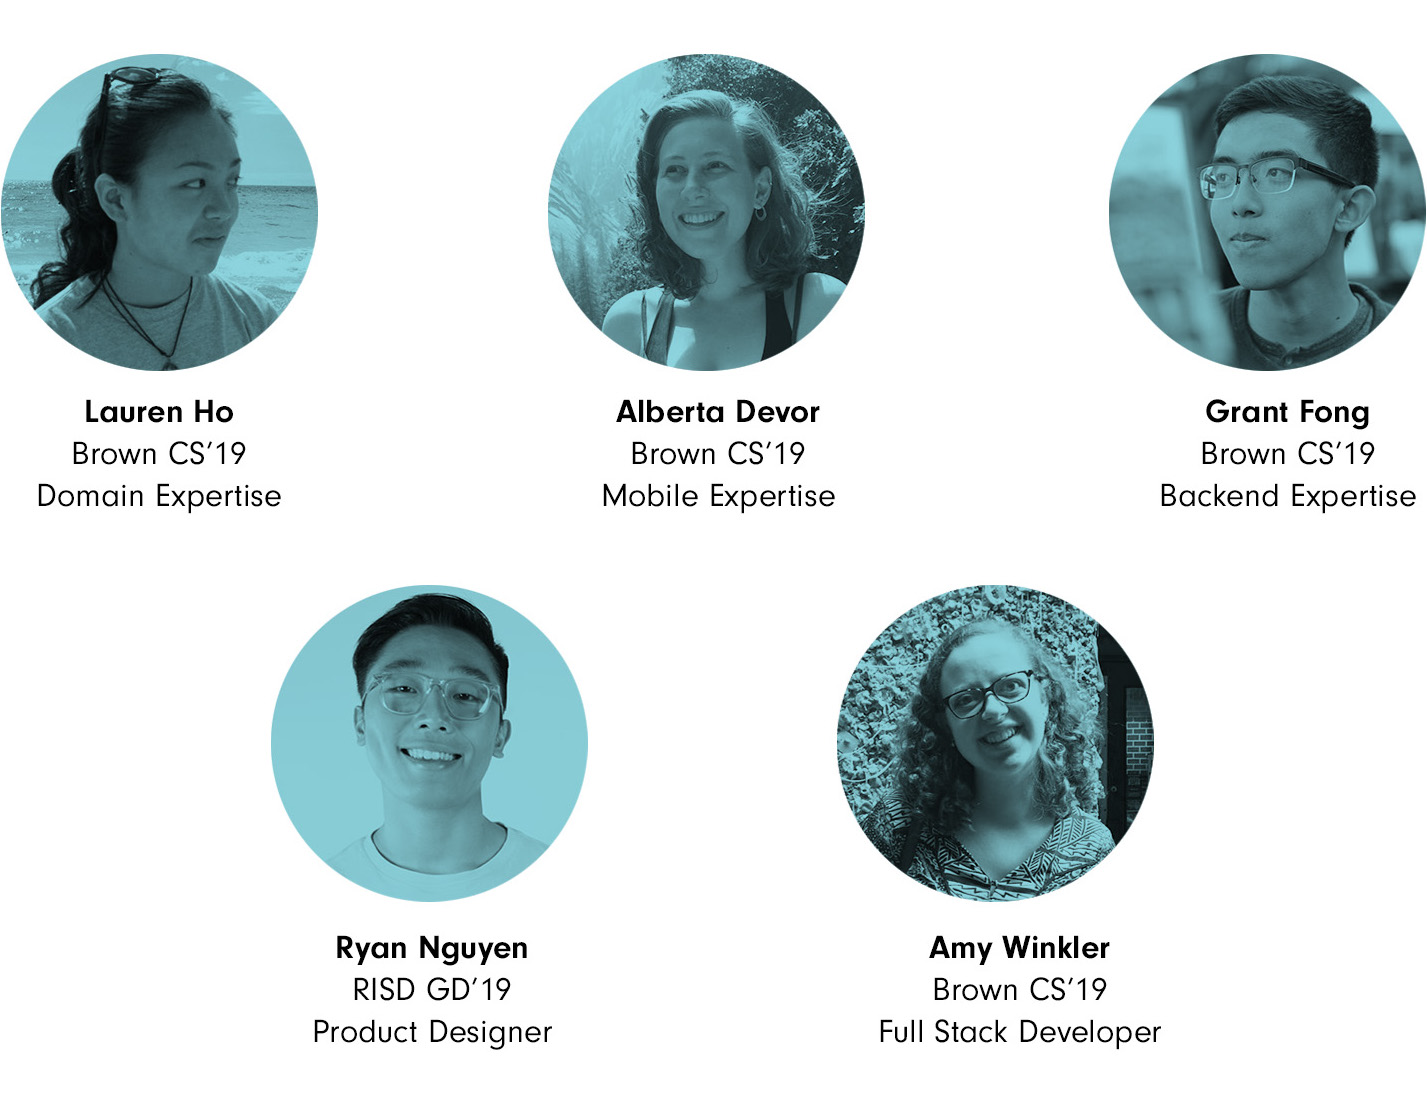 Lauren Ho
Brown CS’19
Domain Expertise
Alberta Devor
Brown CS’19
Mobile Expertise
Grant Fong
Brown CS’19
Backend Expertise
Ryan Nguyen
RISD GD’19
Product Designer
Amy Winkler
Brown CS’19
Full Stack Developer